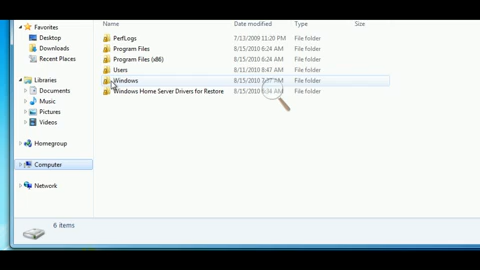 Favorites
Desktop
Downloads
Recent Places
Libraries
Documents
Music
Pictures
Videos
Homegroup
Computer
Network
Name Date modified Type Size
PerfLogs 7/13/2009 11:20 PM File folder
Program Files 8/15/2010 6:24 AM File folder
Program Files (x86) 8/15/2010 6:24 AM File folder
Users 8/11/2010 8:47 AM File folder
Windows 8/15/2010 AM File folder
Windows Home Server Drivers for Restore 8/15/2010 AM File folder
6 items